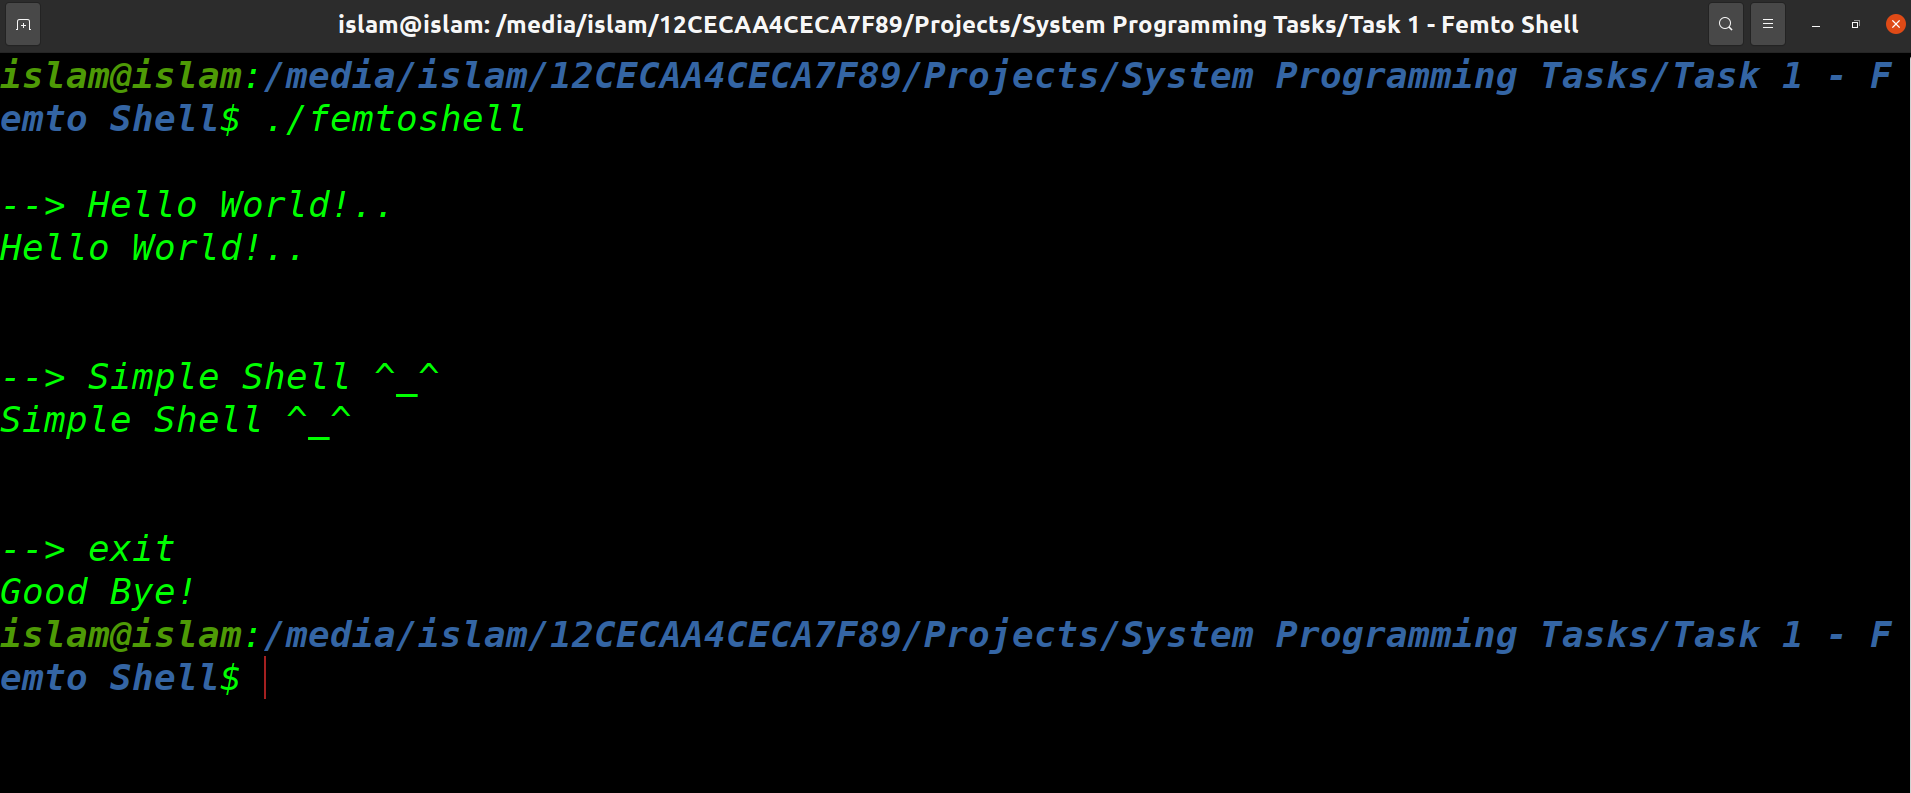 islam@islam: /media/islam/12CECAA4CECA7F89/Projects/System Programming Tasks/Task 1 - Femto Shell
islam@islam:/media/islam/12CECAA4CECA7F89/Projects/System Programming Tasks/Task 1 - F
emto Shell$ ./femtoshell
--> Hello World!..
Hello World!..
--> Simple Shell ^_^
Simple Shell ^_^
--> exit
Good Bye!
islam@islam:/media/islam/12CECAA4CECA7F89/Projects/System Programming Tasks/Task 1 - F
emto Shell$